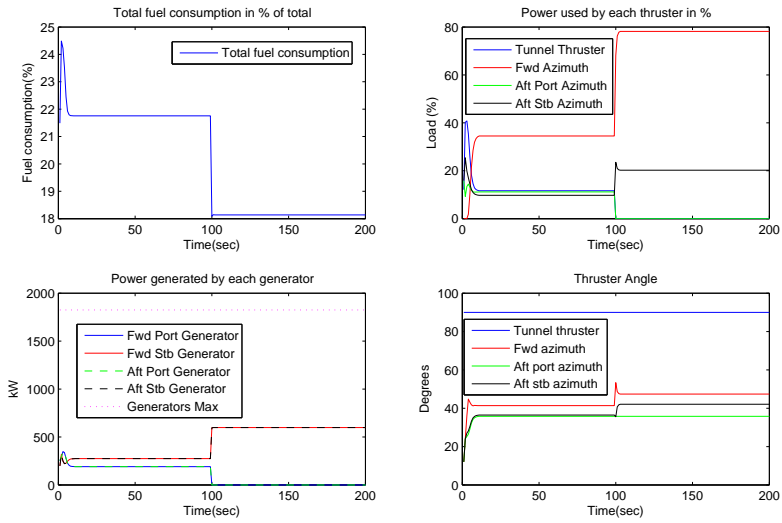 Total fuel consumption in % of total
Fuel consumption(%)
25
24
23
22
21
20
19
18
0
50
100
150
200
Time(sec)
Total fuel consumption
Power used by each thruster in %
Load (%)
80
60
40
20
0
0
50
100
150
200
Time(sec)
Tunnel Thruster
Fwd Azimuth
Aft Port Azimuth
Aft Stb Azimuth
Power generated by each generator
kW
2000
1500
1000
500
0
0
50
100
150
200
Time(sec)
Fwd Port Generator
Fwd Stb Generator
Aft Port Generator
Aft Stb Generator
Generators Max
Thruster Angle
Degrees
100
80
60
40
20
0
0
50
100
150
200
Time(sec)
Tunnel thruster
Fwd azimuth
Aft port azimuth
Aft stb azimuth